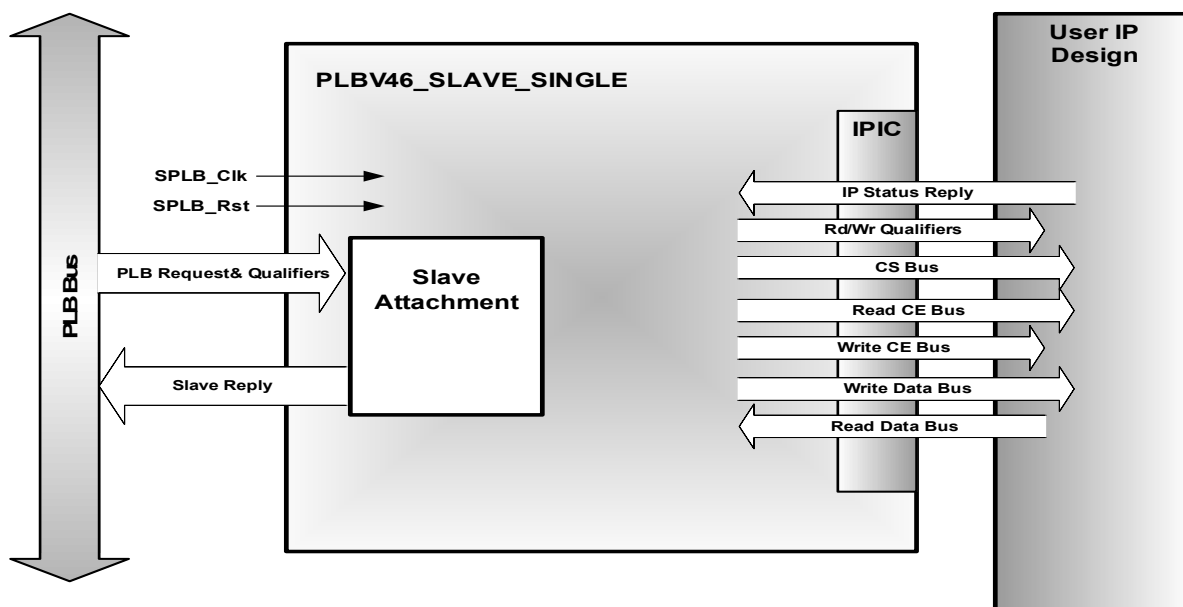 User IP
Design
PLBV46_SLAVE_SINGLE
IPIC
SPLB_Clk
SPLB_Rst
IP Status Reply
Rd/Wr Qualifiers
PLB Request& Qualifiers
Slave
Attachment
CS Bus
Read CE Bus
Write CE Bus
Slave Reply
Write Data Bus
Read Data Bus
PLB Bus